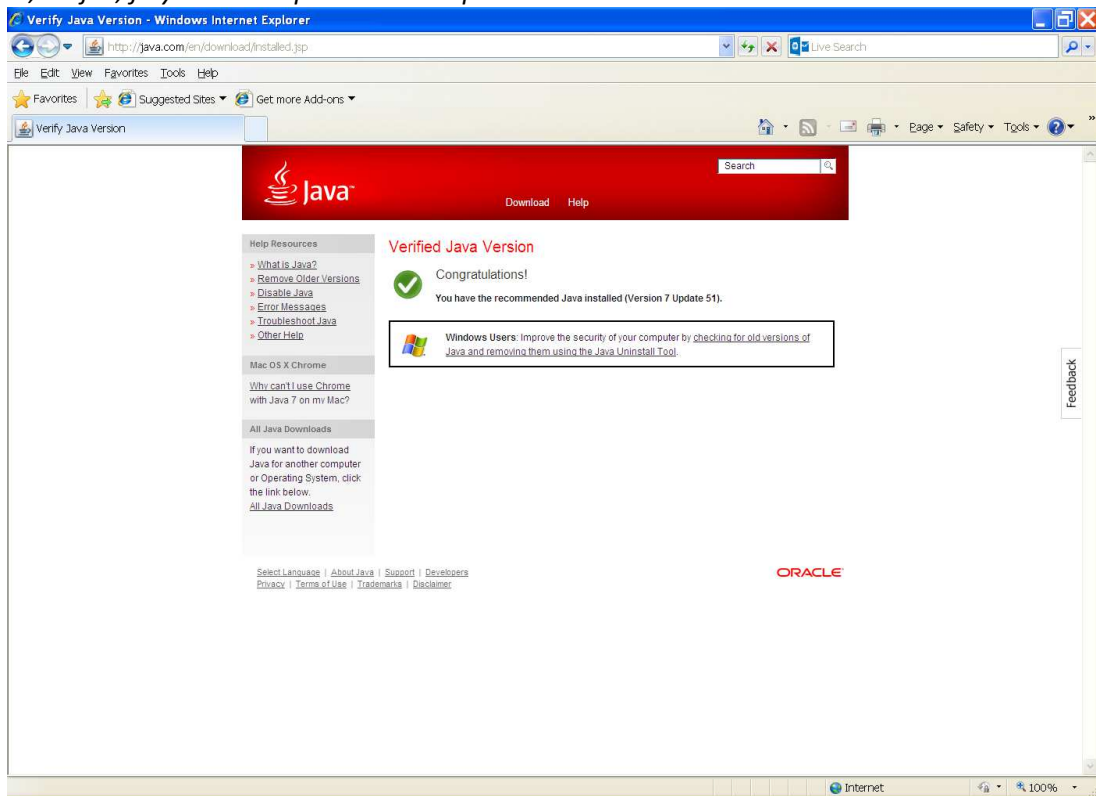 Verify Java Version - Windows Internet Explorer
http://java.com/en/download/installed.jsp
Live Search
File Edit View Favorites Tools Help
Favorites Suggested Sites Get more Add-ons
Verify Java Version
Page Safety Tools
Search
Java™
Download Help
Help Resources
» What is Java?
» Remove Older Versions
» Disable Java
» Error Messages
» Troubleshoot Java
» Other Help
Mac OS X Chrome
Why can't I use Chrome
with Java 7 on my Mac?
All Java Downloads
If you want to download
Java for another computer
or Operating System, click
the link below.
All Java Downloads
Verified Java Version
Congratulations!
You have the recommended Java installed (Version 7 Update 51).
Windows Users: Improve the security of your computer by checking for old versions of
Java and removing them using the Java Uninstall Tool.
Feedback
Select Language | About Java | Support | Developers
Privacy | Terms of Use | Trademarks | Disclaimer
ORACLE
Internet
100%